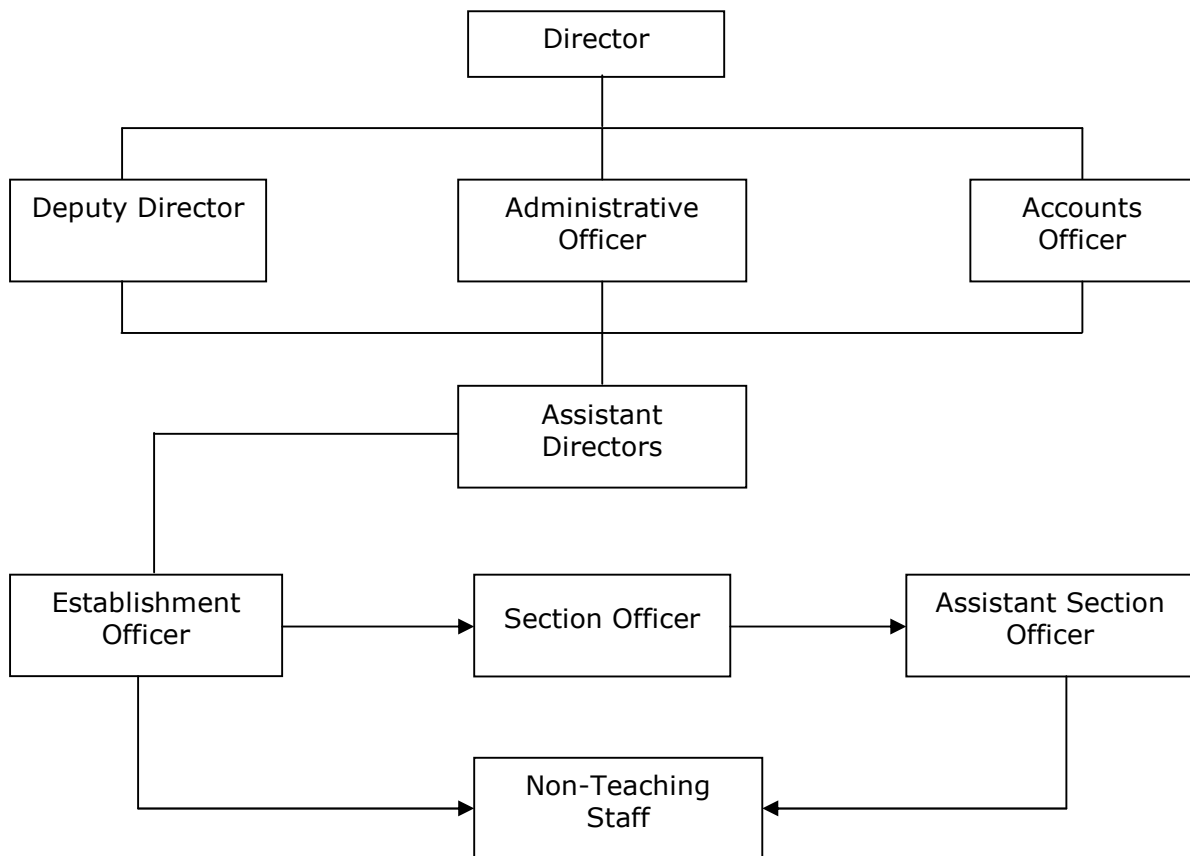 Director
Deputy Director
Administrative
Officer
Accounts
Officer
Assistant
Directors
Establishment
Officer
Section Officer
Assistant Section
Officer
Non-Teaching
Staff